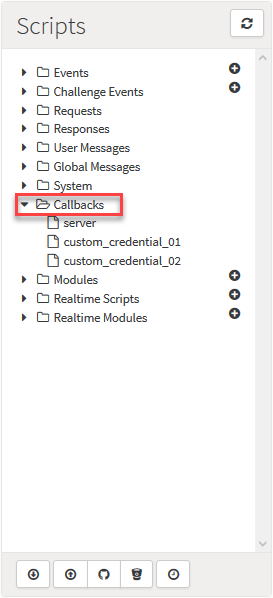 Scripts
Events
Challenge Events
Requests
Responses
User Messages
Global Messages
System
Callbacks
server
custom_credential_01
custom_credential_02
Modules
Realtime Scripts
Realtime Modules